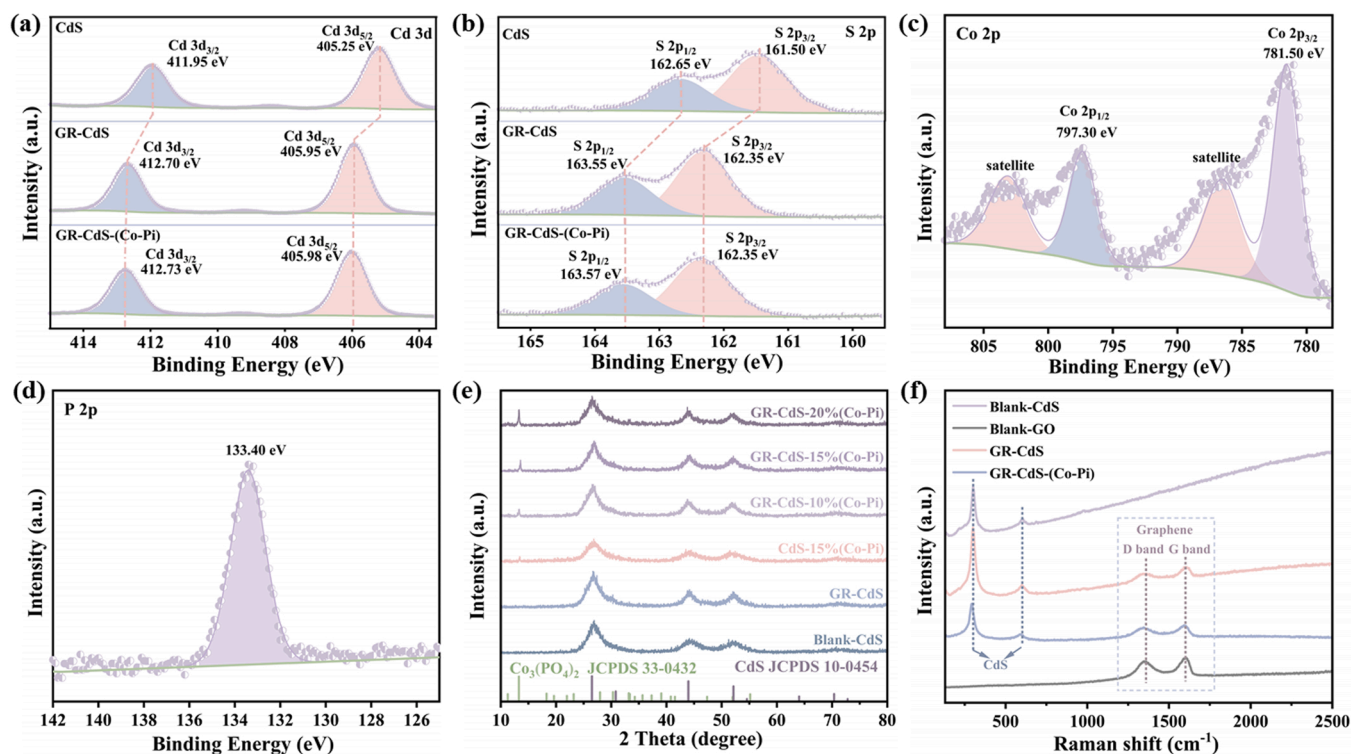 (a)
CdS
Cd 3d3/2
411.95 eV
Cd 3d5/2
405.25 eV
Cd 3d
GR-CdS
Cd 3d3/2
412.70 eV
Cd 3d5/2
405.95 eV
GR-CdS-(Co-Pi)
Cd 3d3/2
412.73 eV
Cd 3d5/2
405.98 eV
Intensity (a.u.)
414 412 410 408 406 404
Binding Energy (eV)
(b)
CdS
S 2p1/2
162.65 eV
S 2p3/2
161.50 eV
S 2p
GR-CdS
S 2p1/2
163.55 eV
S 2p3/2
162.35 eV
GR-CdS-(Co-Pi)
S 2p1/2
163.57 eV
S 2p3/2
162.35 eV
Intensity (a.u.)
165 164 163 162 161 160
Binding Energy (eV)
(c)
Co 2p
Co 2p3/2
781.50 eV
Co 2p1/2
797.30 eV
satellite
satellite
Intensity (a.u.)
805 800 795 790 785 780
Binding Energy (eV)
(d)
P 2p
133.40 eV
Intensity (a.u.)
142 140 138 136 134 132 130 128 126
Binding Energy (eV)
(e)
GR-CdS-20%(Co-Pi)
GR-CdS-15%(Co-Pi)
GR-CdS-10%(Co-Pi)
CdS-15%(Co-Pi)
GR-CdS
Blank-CdS
Co3(PO4)2 JCPDS 33-0432
CdS JCPDS 10-0454
Intensity (a.u.)
10 20 30 40 50 60 70 80
2 Theta (degree)
(f)
Blank-CdS
Blank-GO
GR-CdS
GR-CdS-(Co-Pi)
Graphene
D band G band
CdS
Intensity (a.u.)
500 1000 1500 2000 2500
Raman shift (cm-1)